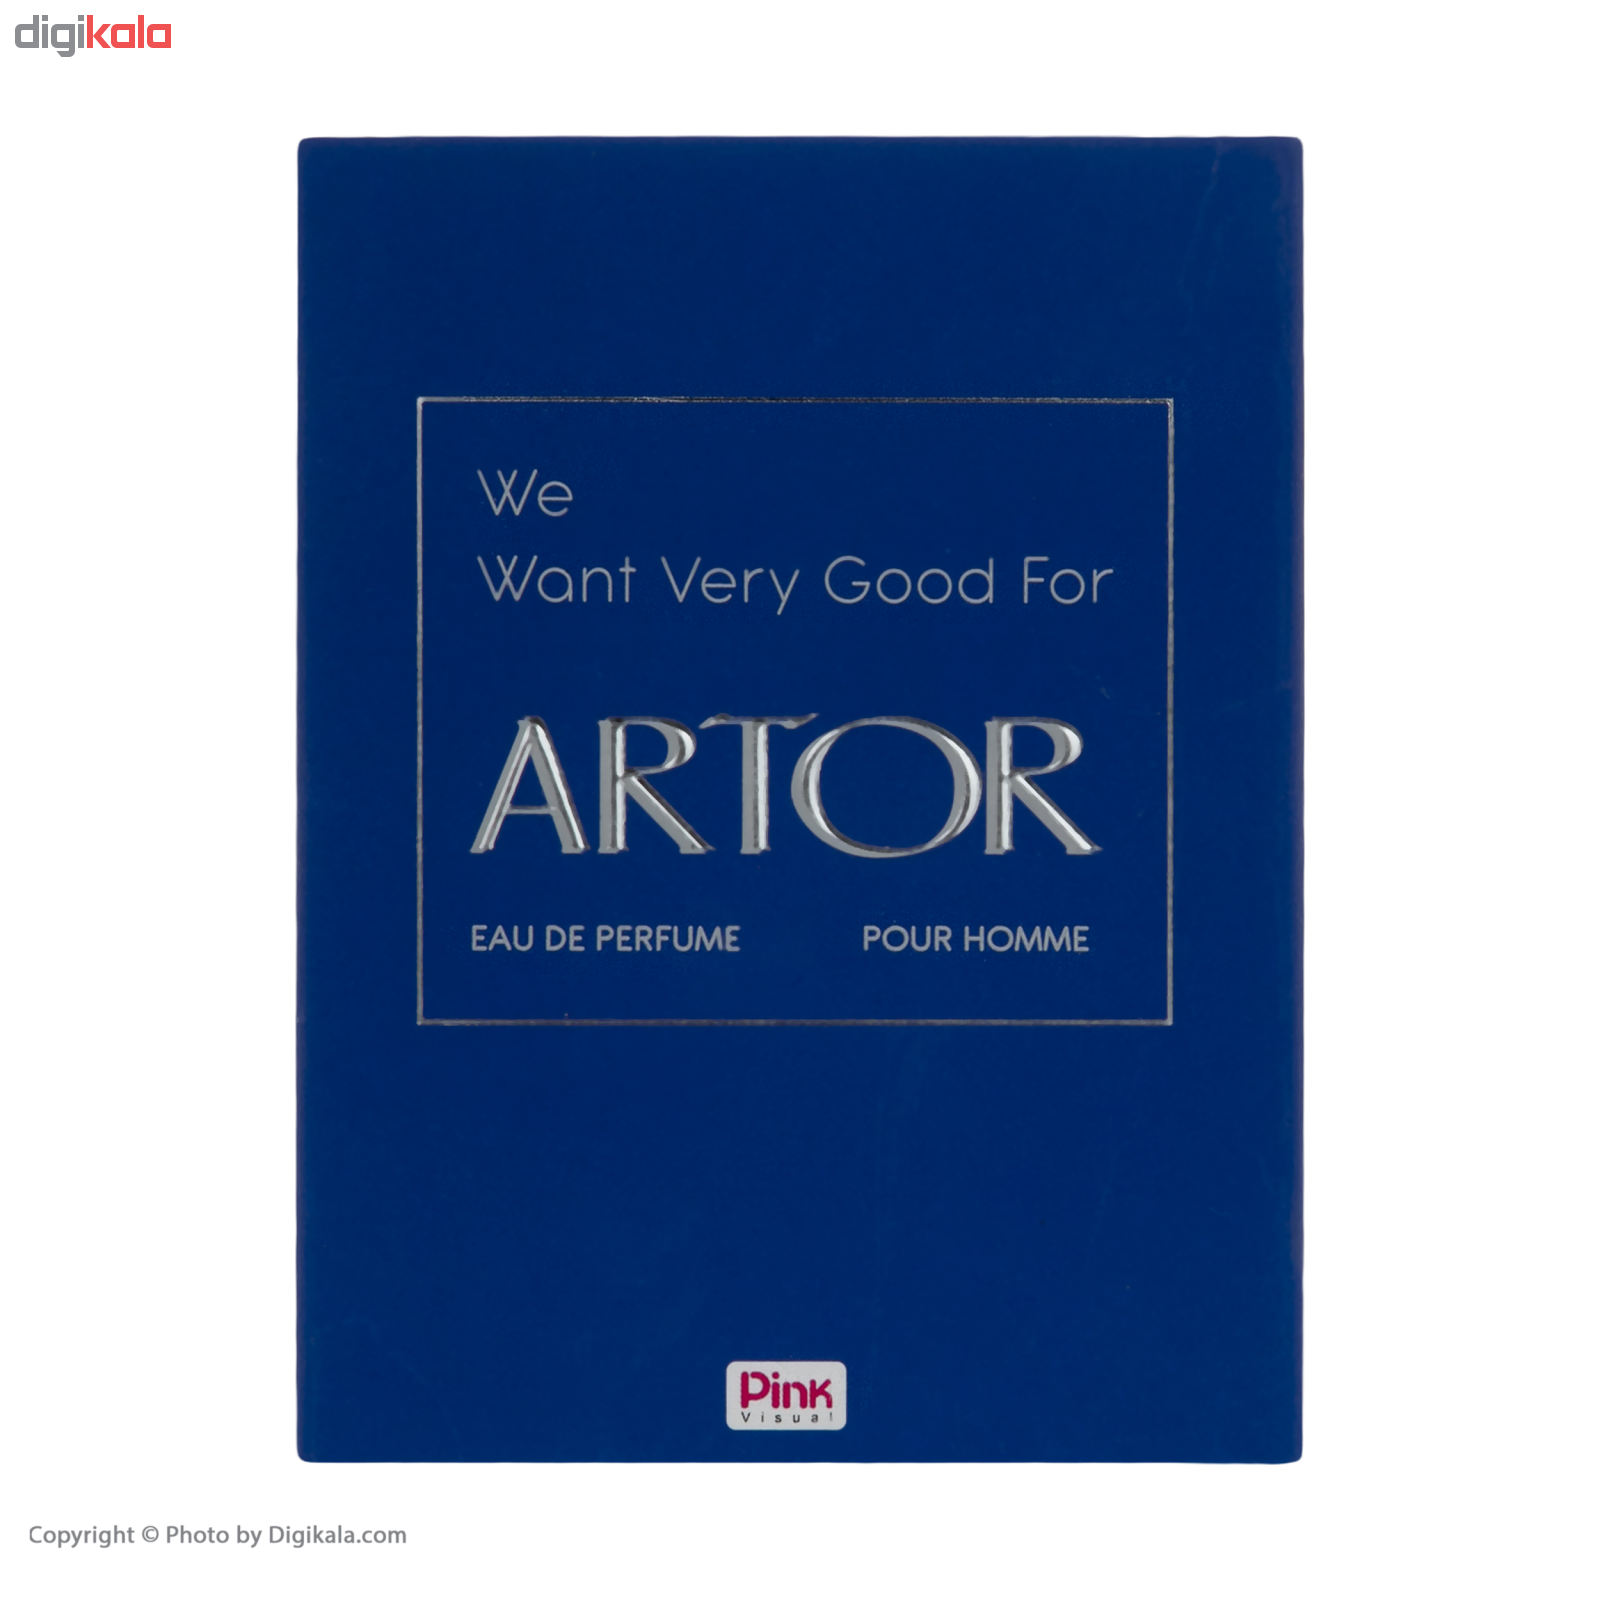 digikala
We
Want Very Good For
ARTOR
EAU DE PERFUME POUR HOMME
Pink
Visual
Copyright © Photo by Digikala.com